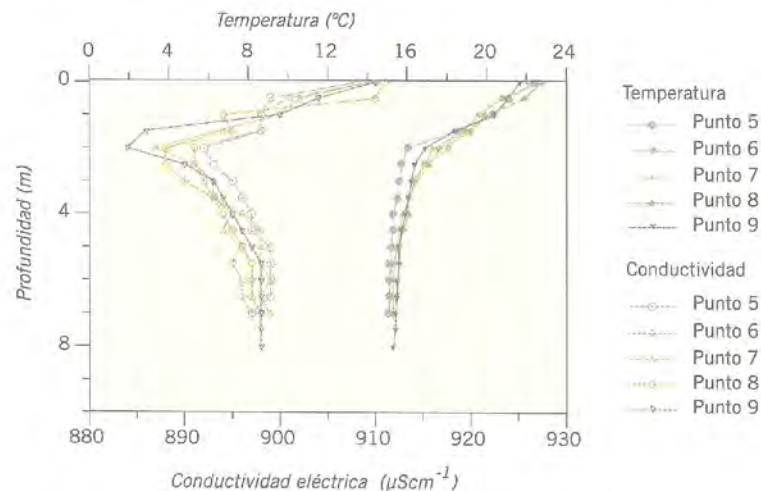 Temperatura (°C)
0 4 8 12 16 20 24
0
4
8
Profundidad (m)
880 890 900 910 920 930
Conductividad eléctrica (µScm⁻¹)
Temperatura
Punto 5
Punto 6
Punto 7
Punto 8
Punto 9
Conductividad
Punto 5
Punto 6
Punto 7
Punto 8
Punto 9